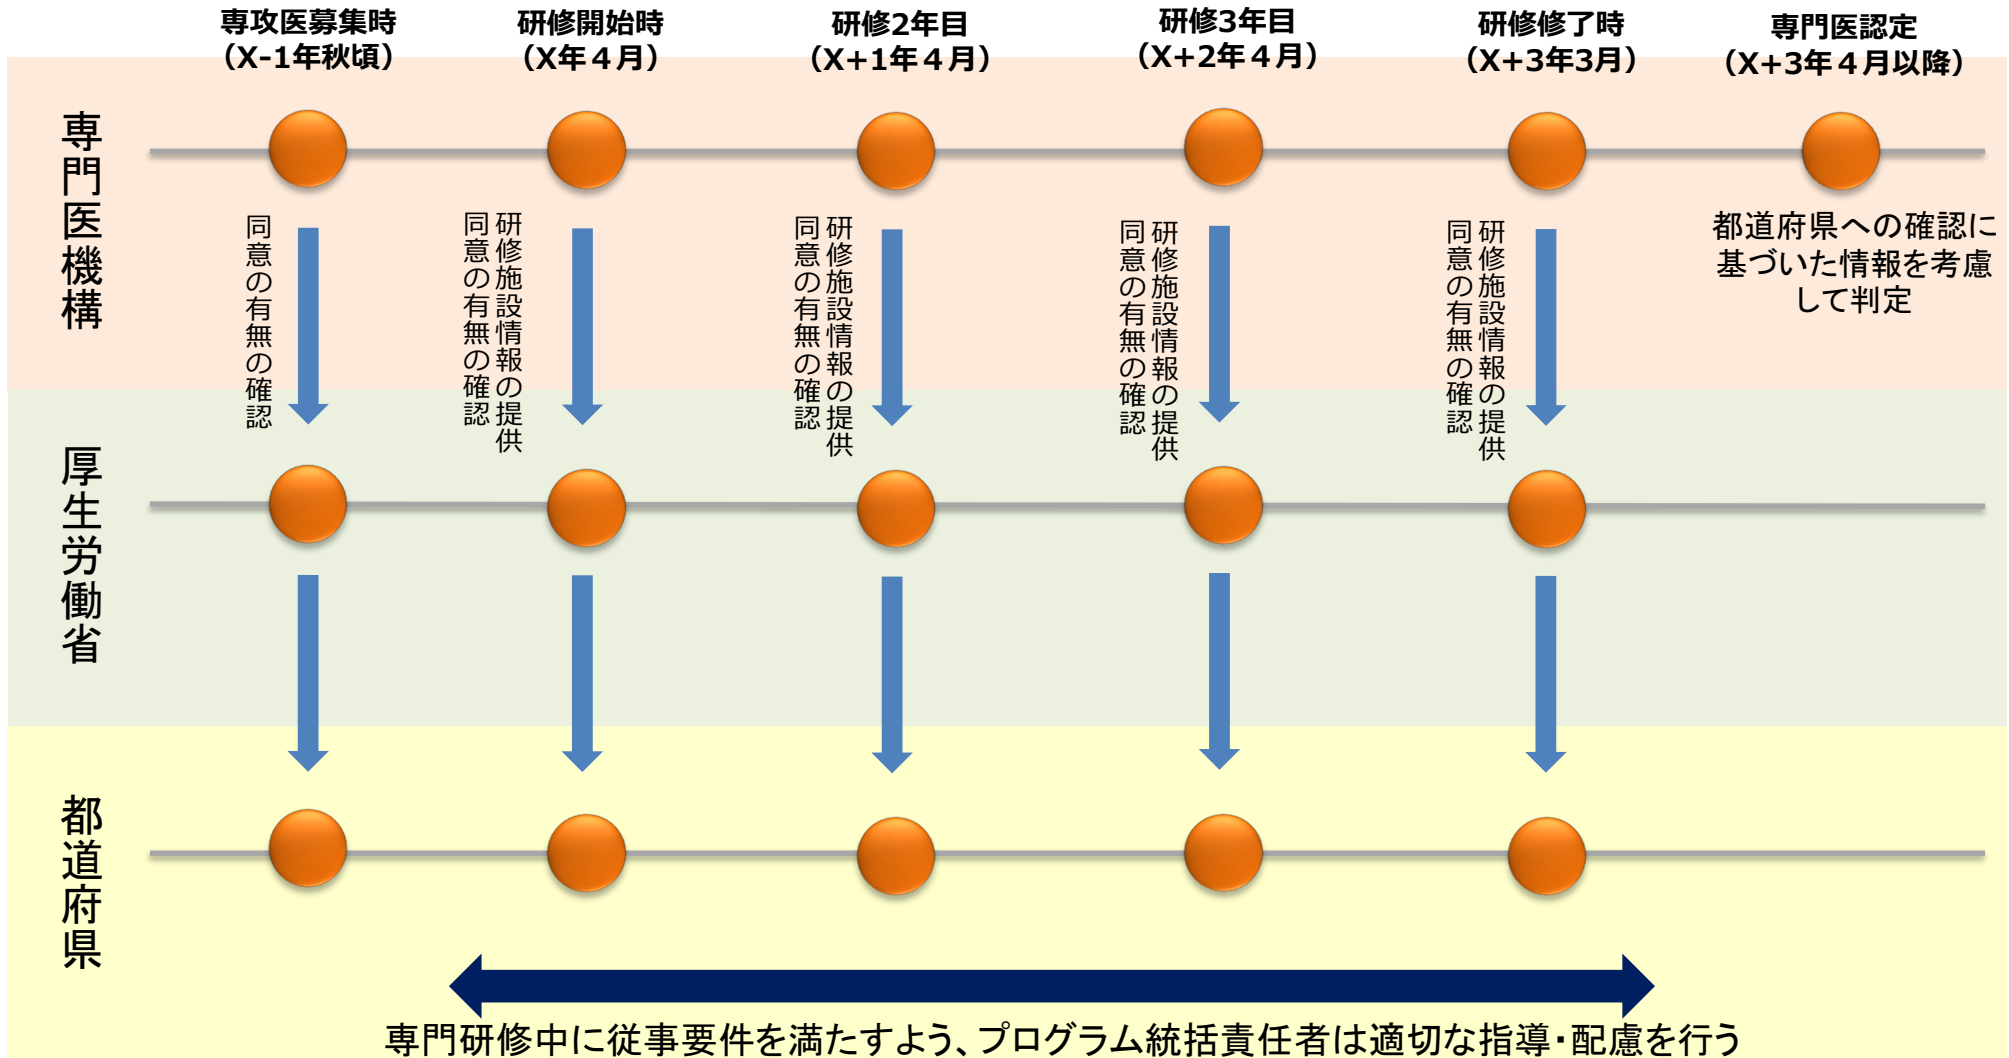 専攻医募集時
（X-1年秋頃）
研修開始時
（X年４月）
研修2年目
（X+1年４月）
研修3年目
（X+2年４月）
研修修了時
（X+3年3月）
専門医認定
（X+3年４月以降）
専門医機構
同意の有無の確認
研修施設情報の提供
同意の有無の確認
研修施設情報の提供
同意の有無の確認
研修施設情報の提供
同意の有無の確認
研修施設情報の提供
同意の有無の確認
都道府県への確認に
基づいた情報を考慮
して判定
厚生労働省
都道府県
専門研修中に従事要件を満たすよう、プログラム統括責任者は適切な指導・配慮を行う